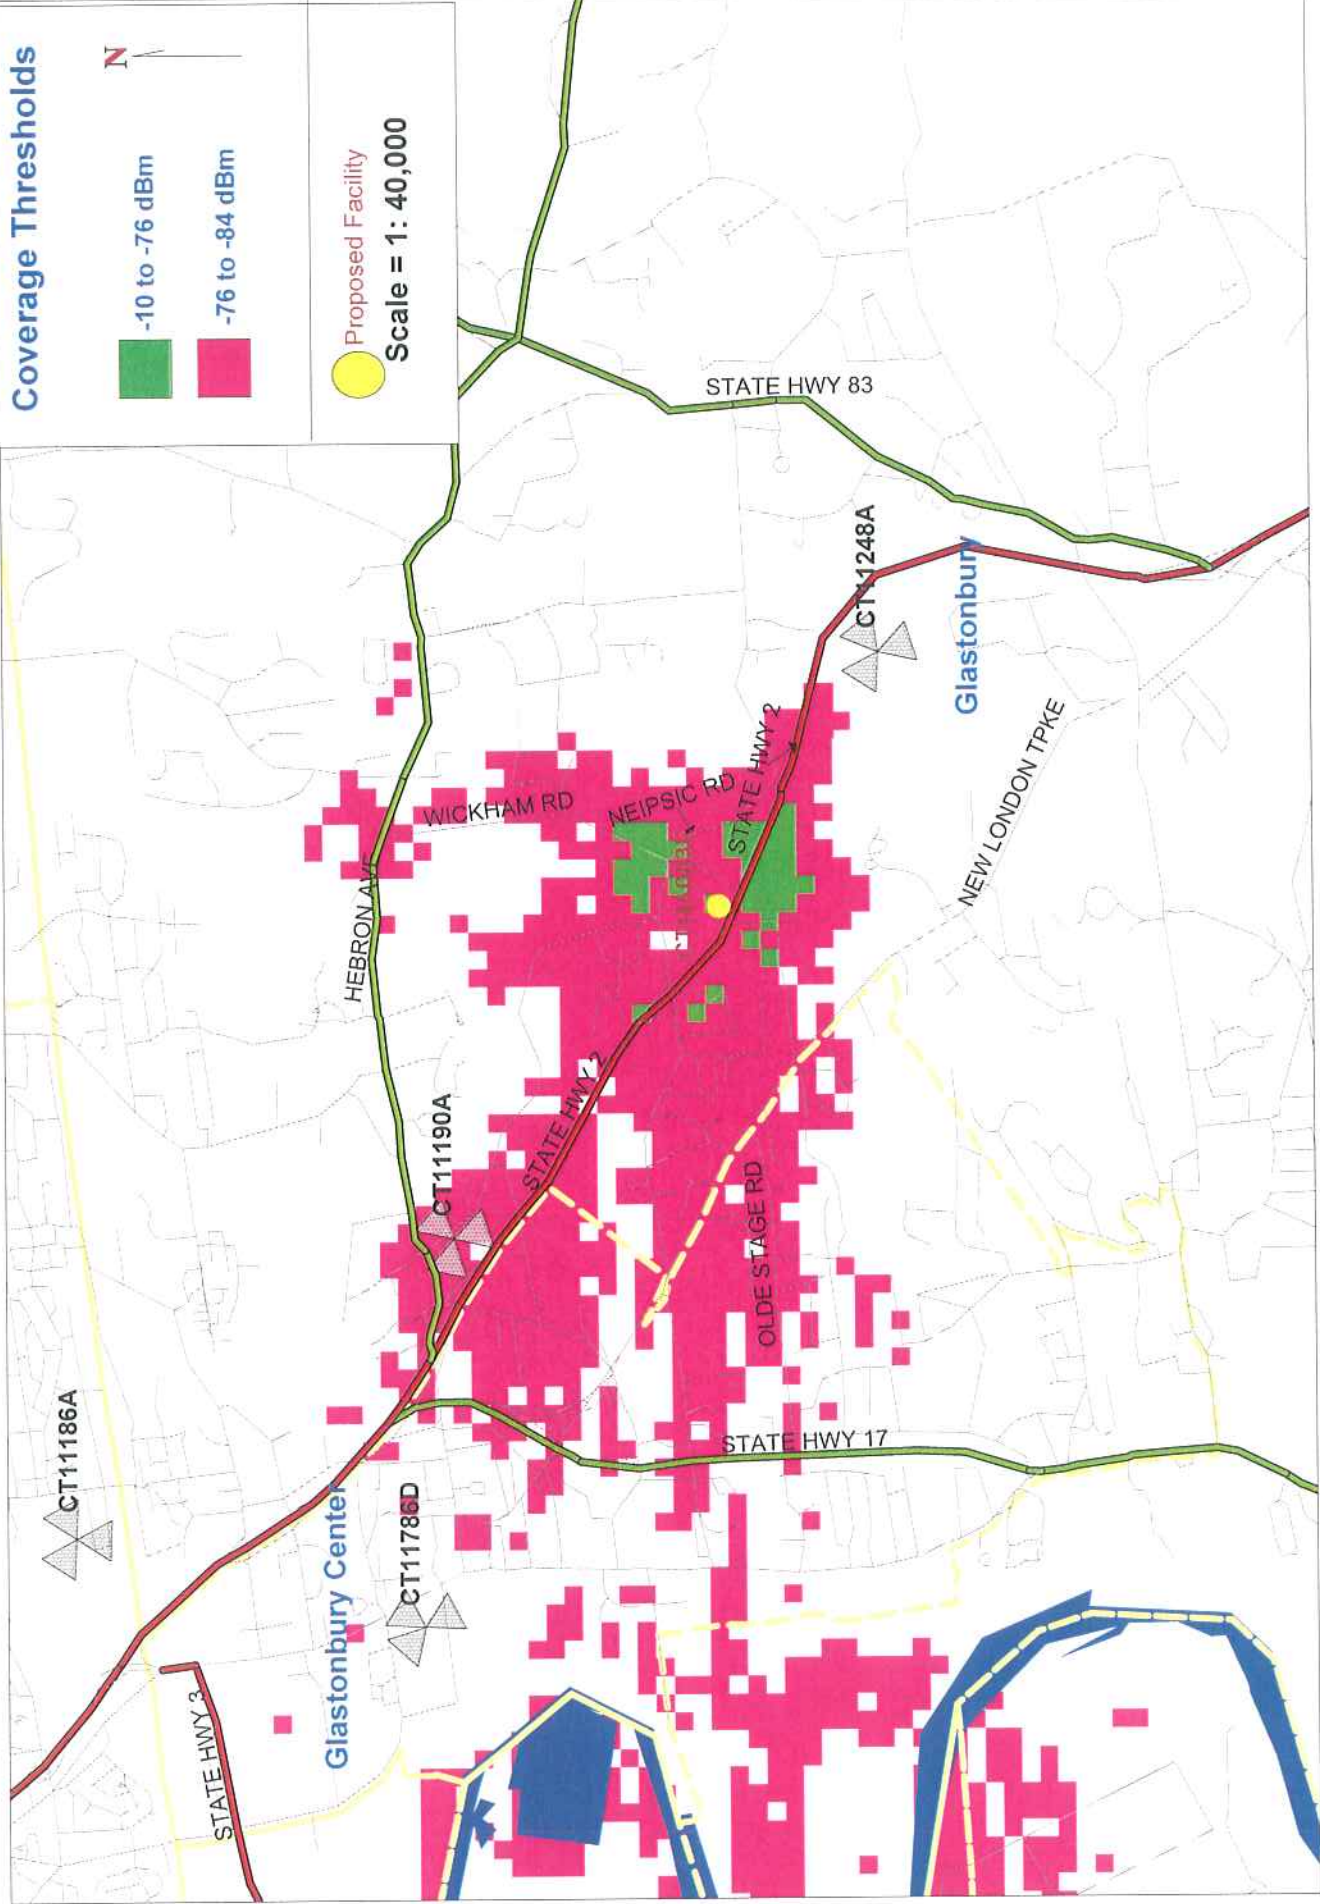 Coverage Thresholds
N
-10 to -76 dBm
-76 to -84 dBm
Proposed Facility
Scale = 1: 40,000
STATE HWY 83
CT11248A
Glastonbury
NEW LONDON TPKE
STATE HWY 2
NEIPSIC RD
WICKHAM RD
HEBRON AVE
STATE HWY 2
CT11190A
OLDE STAGE RD
STATE HWY 17
CT11186A
Glastonbury Center
CT11786D
STATE HWY 3